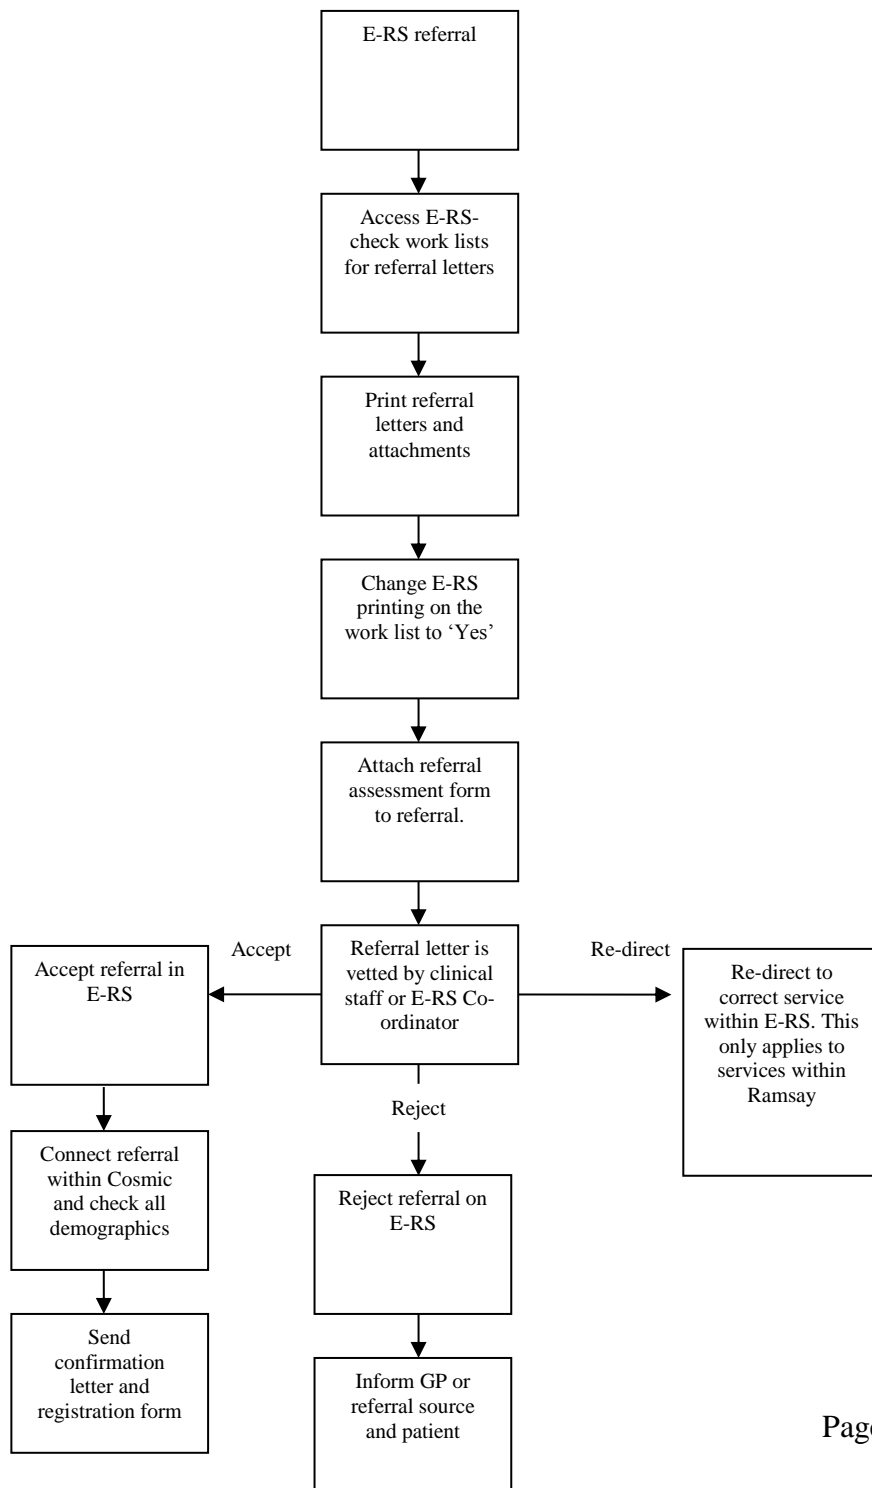 E-RS referral
Access E-RS-
check work lists
for referral letters
Print referral
letters and
attachments
Change E-RS
printing on the
work list to ‘Yes’
Attach referral
assessment form
to referral.
Referral letter is
vetted by clinical
staff or E-RS Co-
ordinator
Accept
Accept referral in
E-RS
Connect referral
within Cosmic
and check all
demographics
Send
confirmation
letter and
registration form
Reject
Reject referral on
E-RS
Inform GP or
referral source
and patient
Re-direct
Re-direct to
correct service
within E-RS. This
only applies to
services within
Ramsay
Page